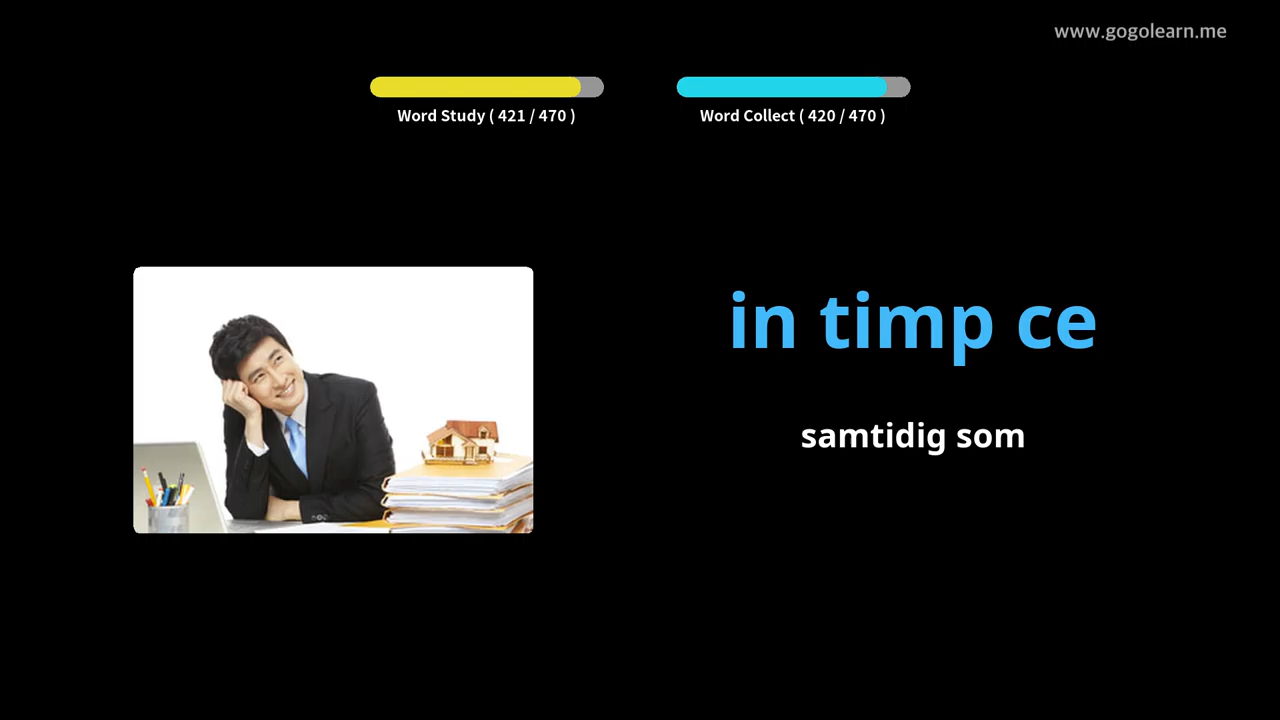 www.gogolearn.me
Word Study ( 421 / 470 )
Word Collect ( 420 / 470 )
in timp ce
samtidig som